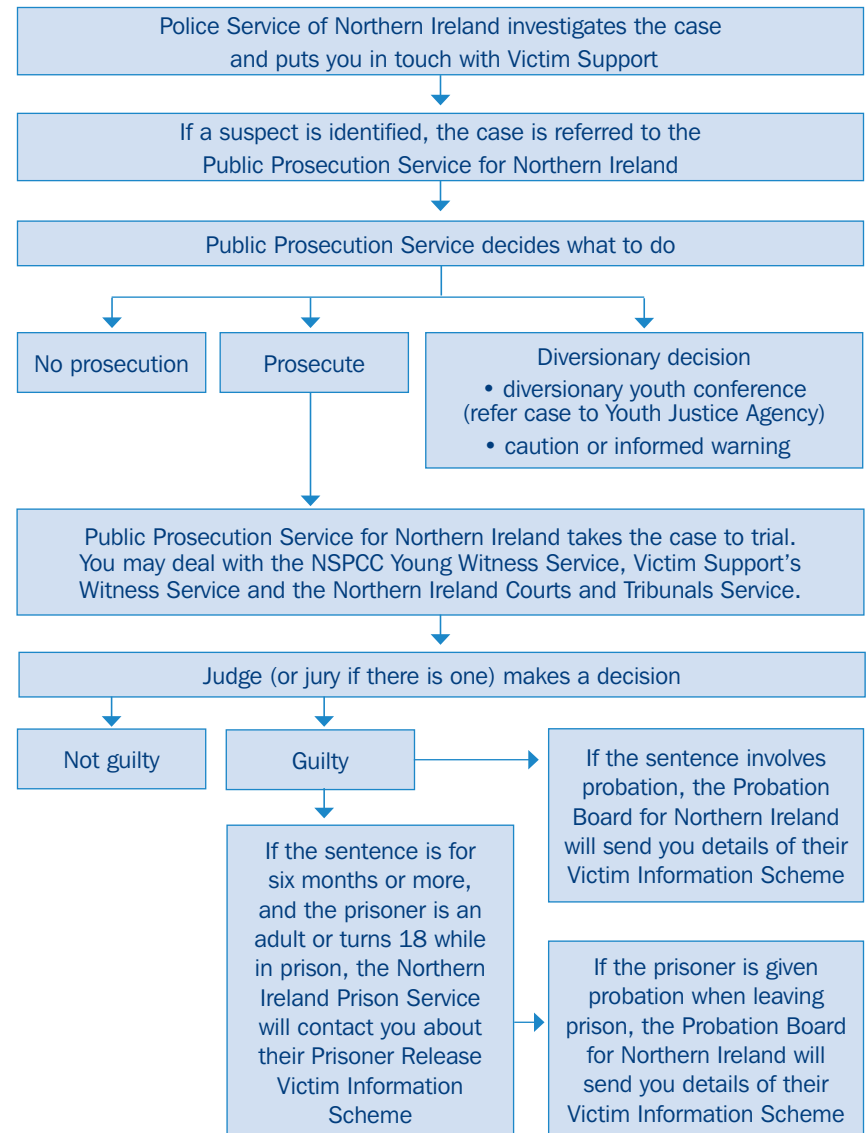 Police Service of Northern Ireland investigates the case
and puts you in touch with Victim Support
If a suspect is identified, the case is referred to the
Public Prosecution Service for Northern Ireland
Public Prosecution Service decides what to do
No prosecution
Prosecute
Diversionary decision
• diversionary youth conference
(refer case to Youth Justice Agency)
• caution or informed warning
Public Prosecution Service for Northern Ireland takes the case to trial.
You may deal with the NSPCC Young Witness Service, Victim Support’s
Witness Service and the Northern Ireland Courts and Tribunals Service.
Judge (or jury if there is one) makes a decision
Not guilty
Guilty
If the sentence involves
probation, the Probation
Board for Northern Ireland
will send you details of their
Victim Information Scheme
If the sentence is for
six months or more,
and the prisoner is an
adult or turns 18 while
in prison, the Northern
Ireland Prison Service
will contact you about
their Prisoner Release
Victim Information
Scheme
If the prisoner is given
probation when leaving
prison, the Probation Board
for Northern Ireland will
send you details of their
Victim Information Scheme